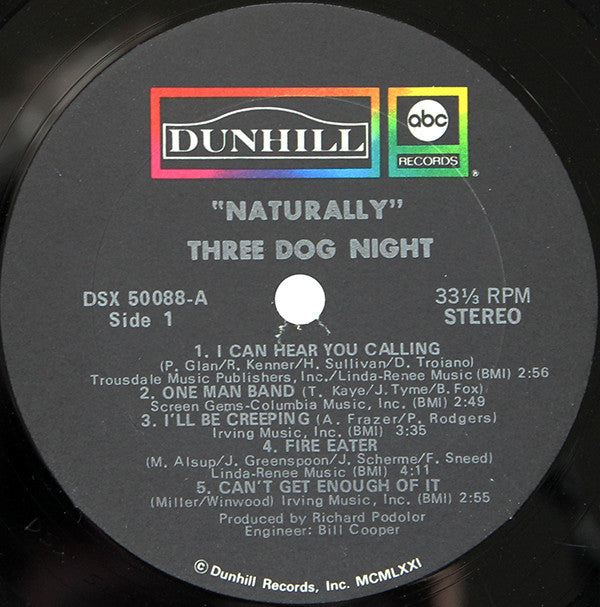 DUNHILL
abc
RECORDS
®
"NATURALLY"
THREE DOG NIGHT
DSX 50088-A
Side 1
33⅓ RPM
STEREO
1. I CAN HEAR YOU CALLING
(P. Glan/R. Kenner/H. Sullivan/D. Troiano)
Trousdale Music Publishers, Inc./Linda-Renee Music (BMI) 2:56
2. ONE MAN BAND (T. Kaye/J. Tyme/B. Fox)
Screen Gems-Columbia Music, Inc. (BMI) 2:49
3. I'LL BE CREEPING (A. Frazer/P. Rodgers)
Irving Music, Inc. (BMI) 3:35
4. FIRE EATER
(M. Alsup/J. Greenspoon/J. Scherme/F. Sneed)
Linda-Renee Music (BMI) 4:11
5. CAN'T GET ENOUGH OF IT
(Miller/Winwood) Irving Music, Inc. (BMI) 2:55
Produced by Richard Podolor
Engineer: Bill Cooper
© Dunhill Records, Inc. MCMLXXI